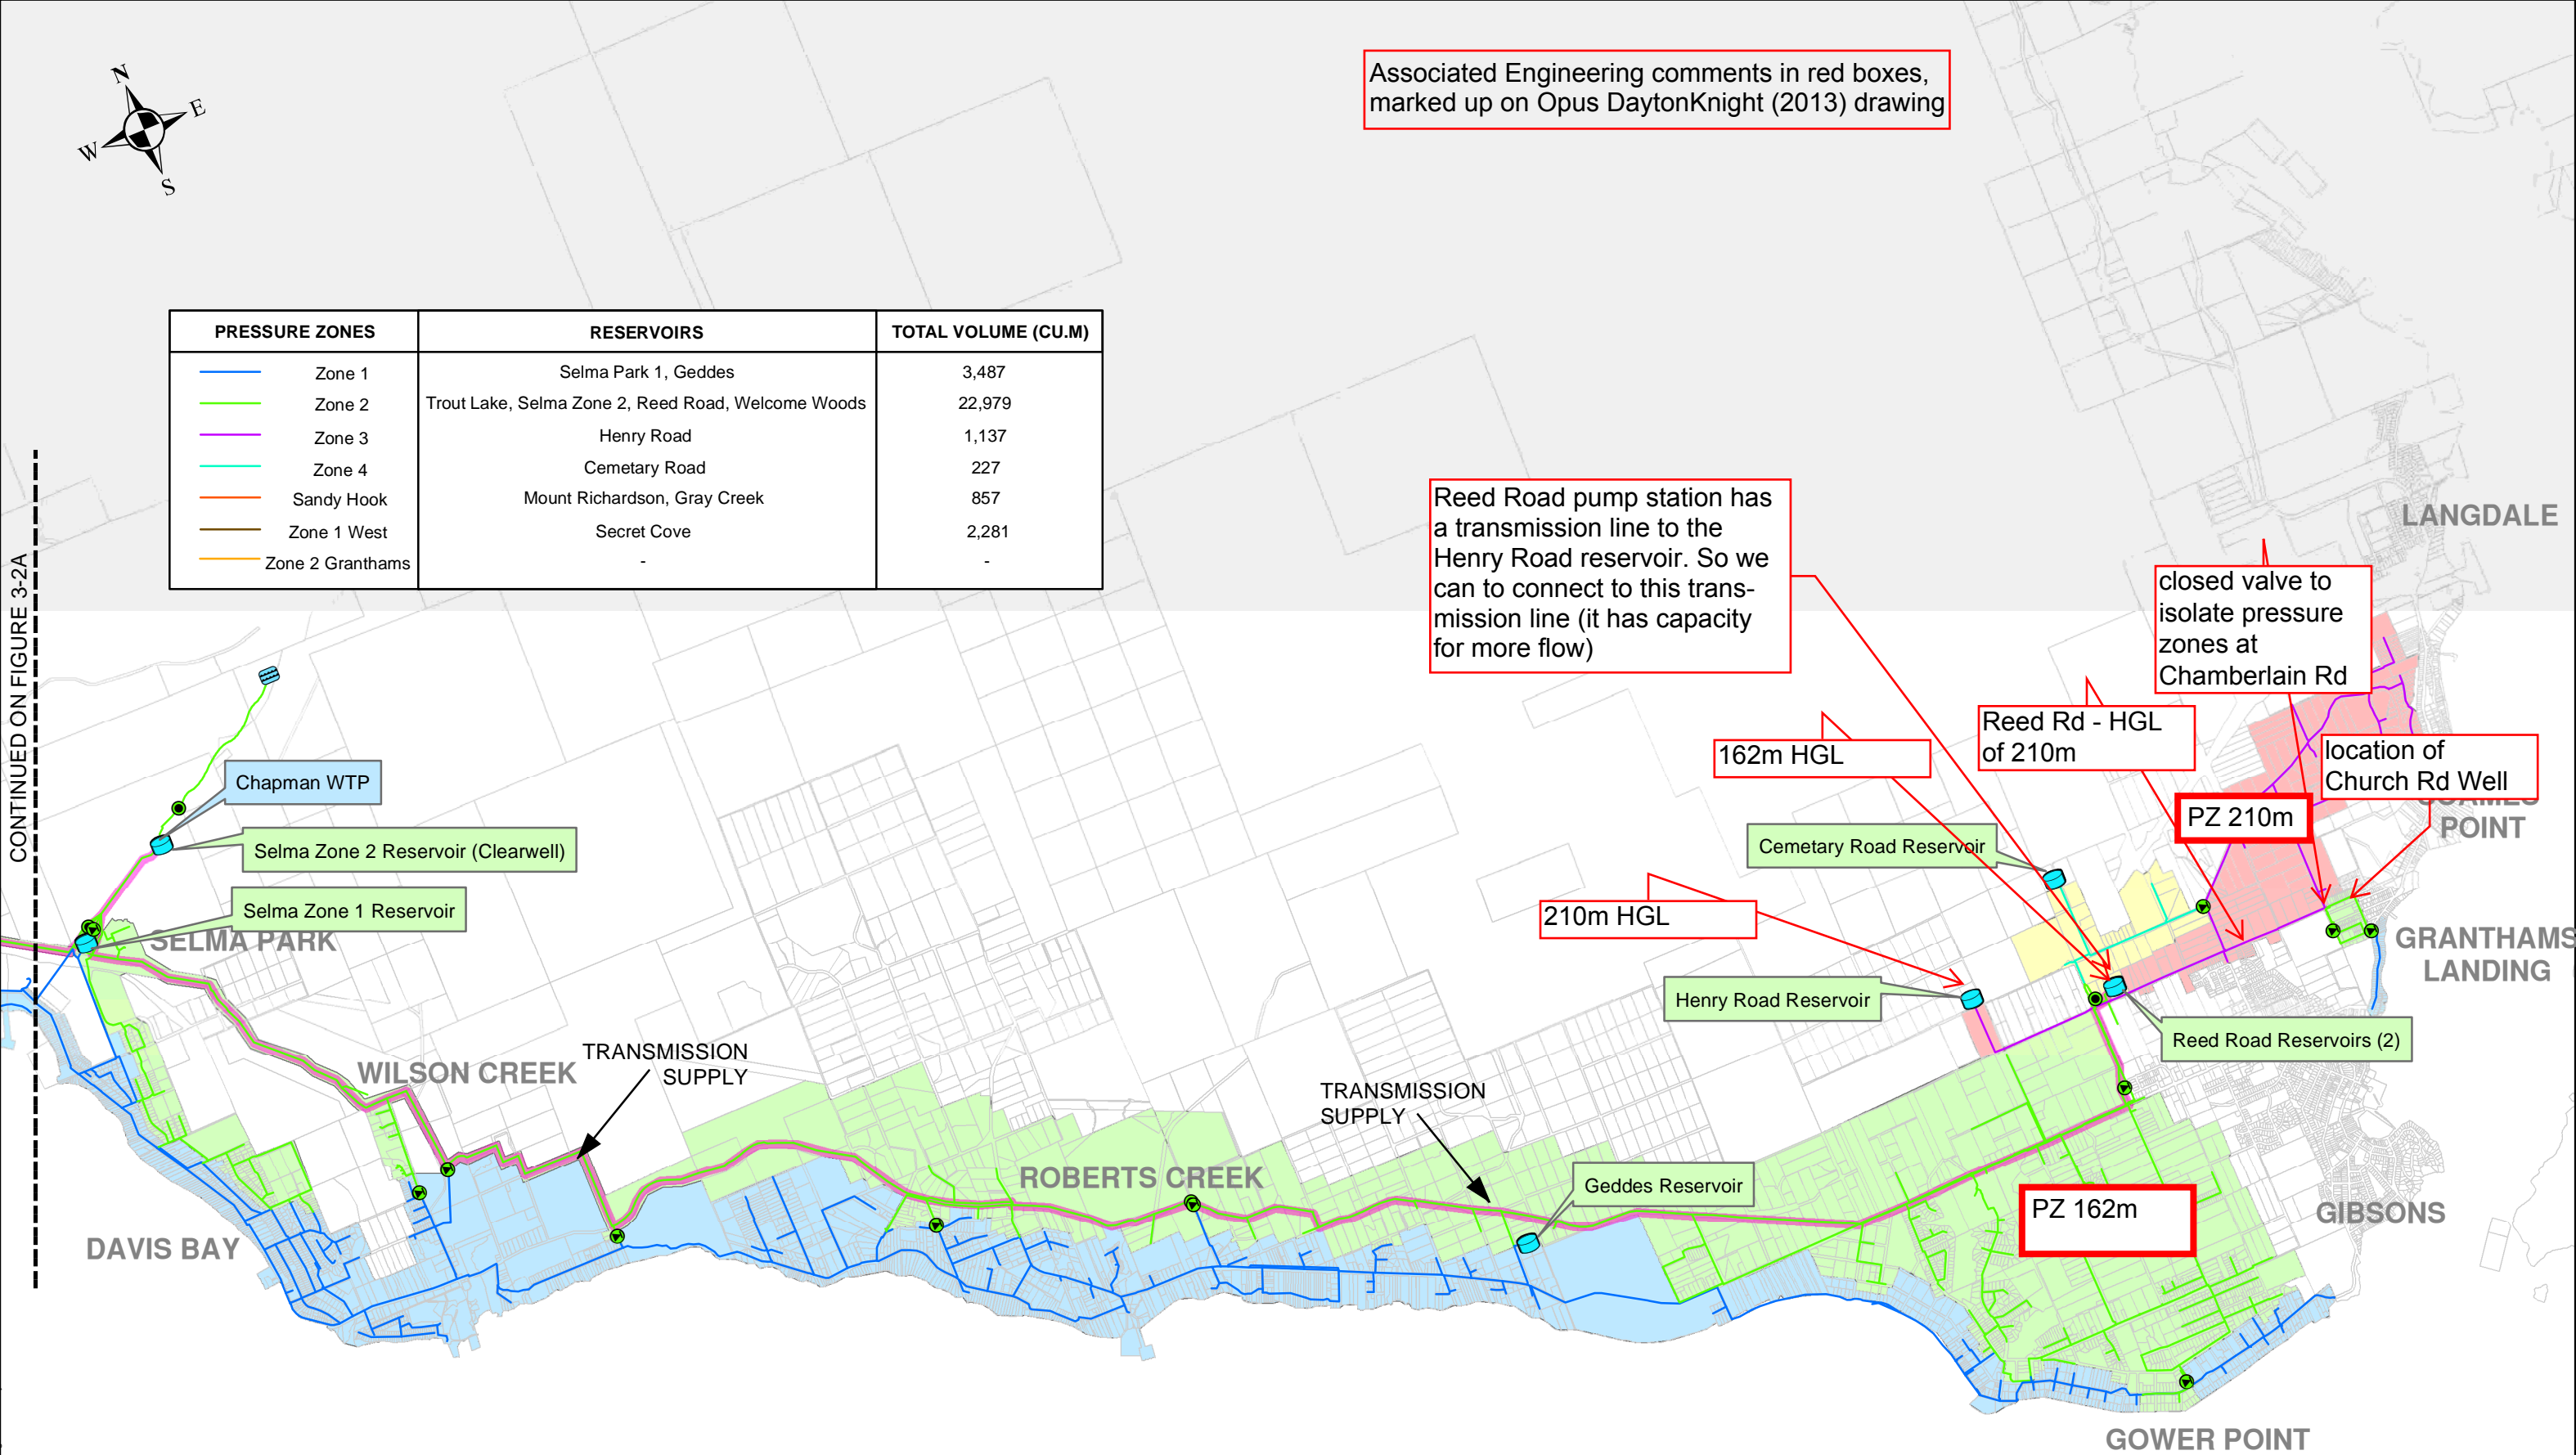 N
E
W
S
Associated Engineering comments in red boxes,
marked up on Opus DaytonKnight (2013) drawing
PRESSURE ZONES RESERVOIRS TOTAL VOLUME (CU.M)
Zone 1 Selma Park 1, Geddes 3,487
Zone 2 Trout Lake, Selma Zone 2, Reed Road, Welcome Woods 22,979
Zone 3 Henry Road 1,137
Zone 4 Cemetary Road 227
Sandy Hook Mount Richardson, Gray Creek 857
Zone 1 West Secret Cove 2,281
Zone 2 Granthams - -
CONTINUED ON FIGURE 3-2A
Reed Road pump station has
a transmission line to the
Henry Road reservoir. So we
can to connect to this trans-
mission line (it has capacity
for more flow)
LANGDALE
closed valve to
isolate pressure
zones at
Chamberlain Rd
Reed Rd - HGL
of 210m
162m HGL
location of
Church Rd Well
POINT
PZ 210m
Chapman WTP
Selma Zone 2 Reservoir (Clearwell)
Selma Zone 1 Reservoir
SELMA PARK
Cemetary Road Reservoir
210m HGL
GRANTHAMS
LANDING
Henry Road Reservoir
Reed Road Reservoirs (2)
WILSON CREEK
TRANSMISSION
SUPPLY
TRANSMISSION
SUPPLY
ROBERTS CREEK
Geddes Reservoir
PZ 162m
GIBSONS
DAVIS BAY
GOWER POINT